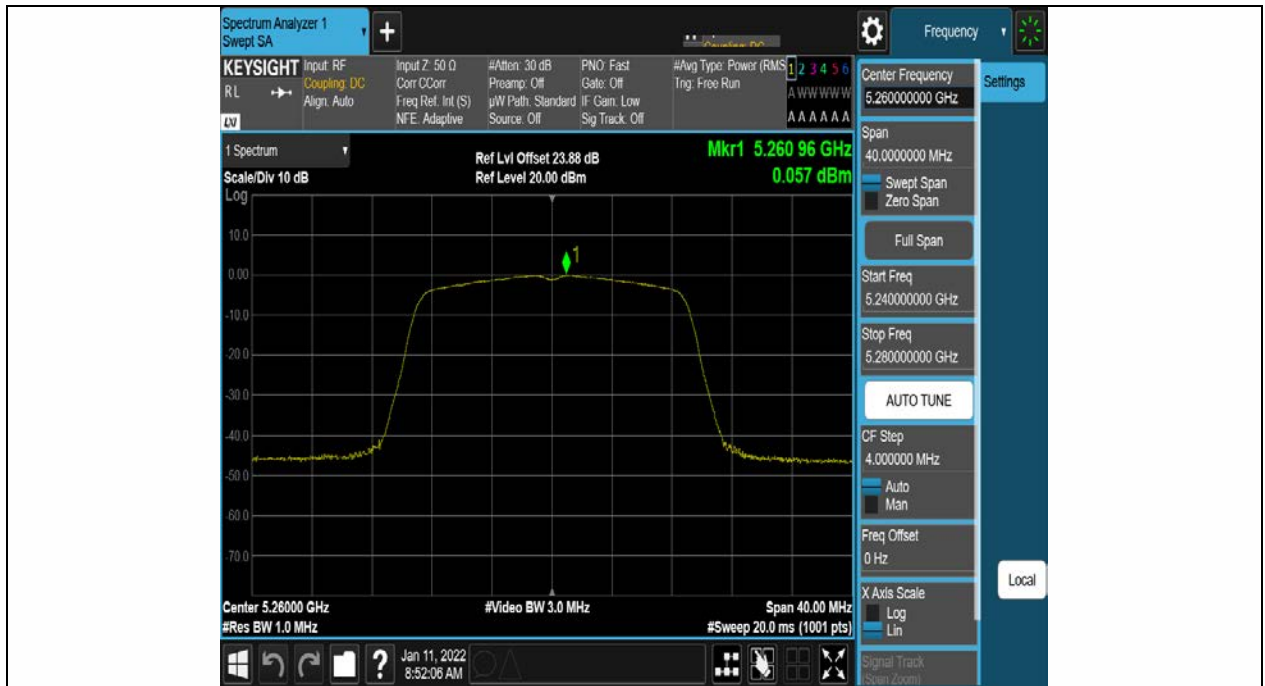 Spectrum Analyzer 1
Swept SA
+
Frequency
KEYSIGHT
RL
LXI
Input: RF
Coupling: DC
Align: Auto
Input Z: 50 Ω
Corr CCorr
Freq Ref: Int (S)
NFE: Adaptive
#Atten: 30 dB
Preamp: Off
µW Path: Standard
Source: Off
PNO: Fast
Gate: Off
IF Gain: Low
Sig Track: Off
#Avg Type: Power (RMS
Trig: Free Run
1 2 3 4 5 6
A W W W W W
A A A A A A
1 Spectrum
Scale/Div 10 dB
Log
Ref Lvl Offset 23.88 dB
Ref Level 20.00 dBm
Mkr1 5.260 96 GHz
0.057 dBm
1
10.0
0.00
-10.0
-20.0
-30.0
-40.0
-50.0
-60.0
-70.0
Center 5.26000 GHz
#Res BW 1.0 MHz
#Video BW 3.0 MHz
Span 40.00 MHz
#Sweep 20.0 ms (1001 pts)
Center Frequency
5.260000000 GHz
Span
40.0000000 MHz
Swept Span
Zero Span
Full Span
Start Freq
5.240000000 GHz
Stop Freq
5.280000000 GHz
AUTO TUNE
CF Step
4.000000 MHz
Auto
Man
Freq Offset
0 Hz
X Axis Scale
Log
Lin
Signal Track
(Span Zoom)
Settings
Local
?
Jan 11, 2022
8:52:06 AM